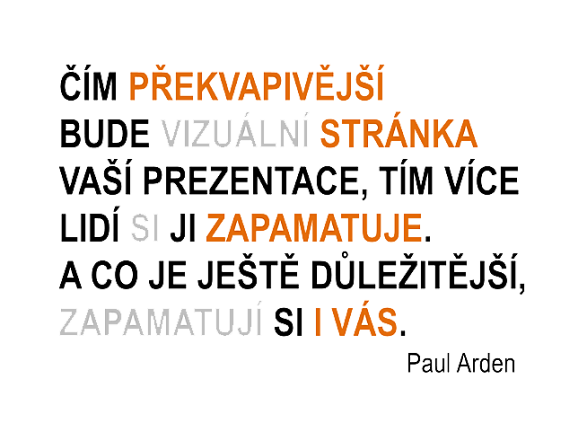 ČÍM PŘEKVAPIVĚJŠÍ
BUDE VIZUÁLNÍ STRÁNKA
VAŠÍ PREZENTACE, TÍM VÍCE
LIDÍ SI JI ZAPAMATUJE.
A CO JE JEŠTĚ DŮLEŽITĚJŠÍ,
ZAPAMATUJÍ SI I VÁS.
Paul Arden